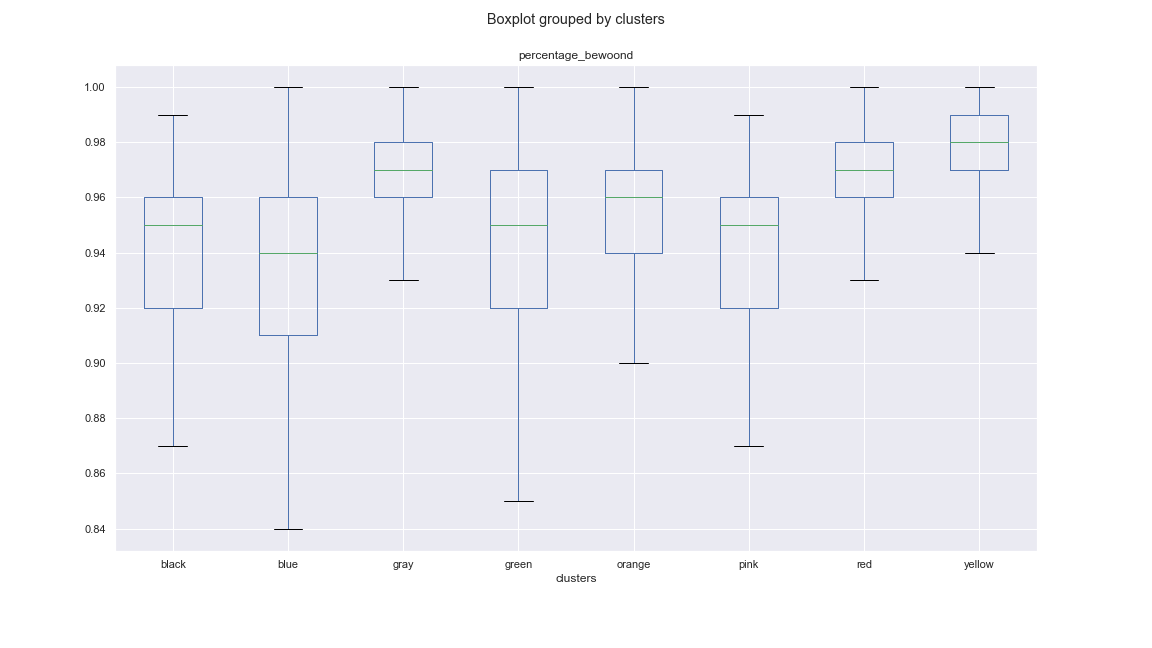 Boxplot grouped by clusters
percentage_bewoond
1.00
0.98
0.96
0.94
0.92
0.90
0.88
0.86
0.84
black blue gray green orange pink red yellow
clusters